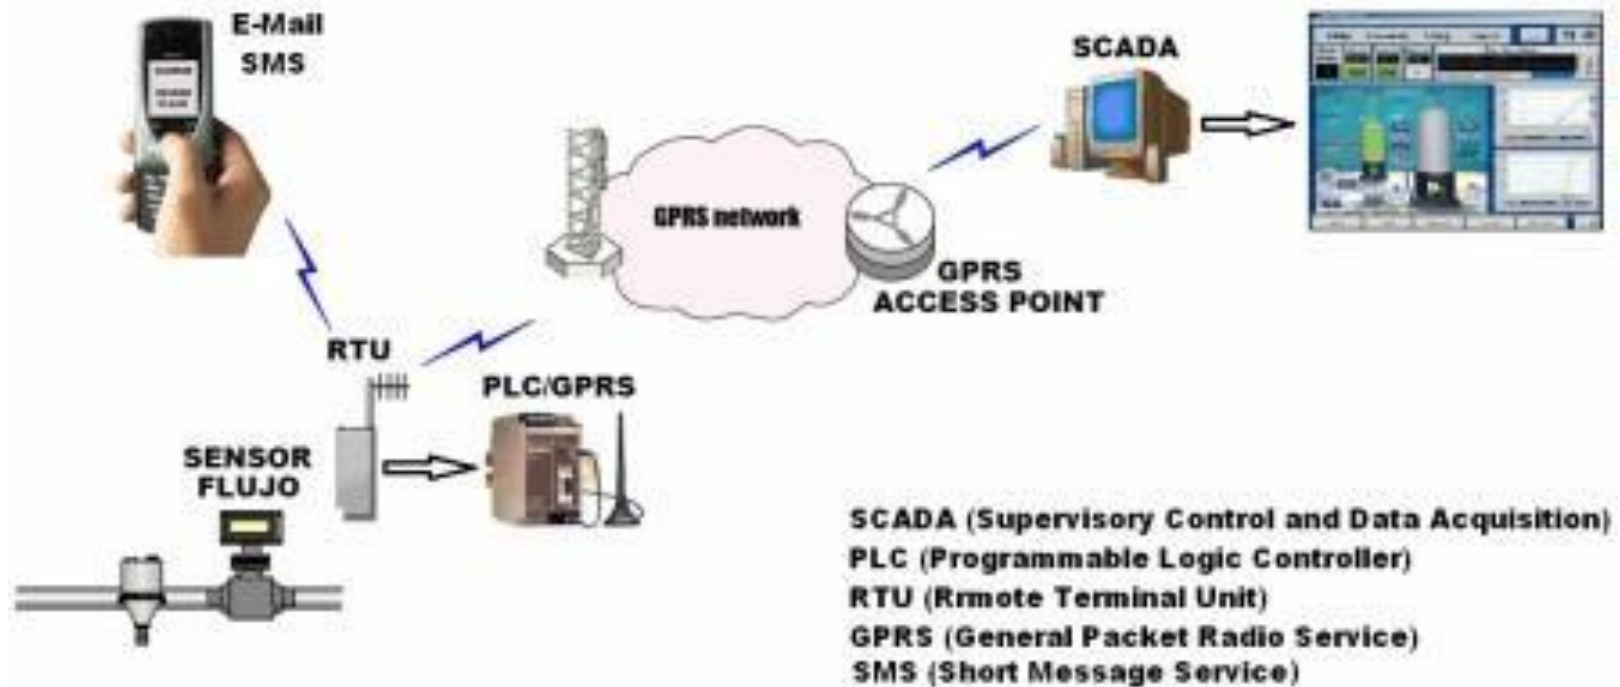 E-Mail
SMS
SCADA
GPRS network
GPRS
ACCESS POINT
RTU
PLC/GPRS
SENSOR
FLUJO
SCADA (Supervisory Control and Data Acquisition)
PLC (Programmable Logic Controller)
RTU (Rrmote Terminal Unit)
GPRS (General Packet Radio Service)
SMS (Short Message Service)